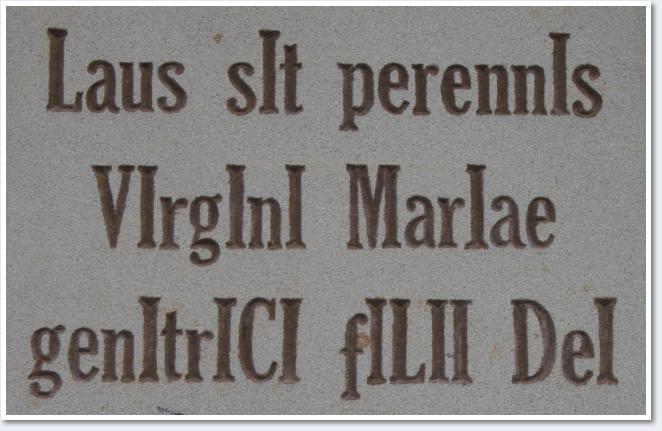 Laus sIt perennIs
VIrgInI MarIae
genItrICI fILII DeI